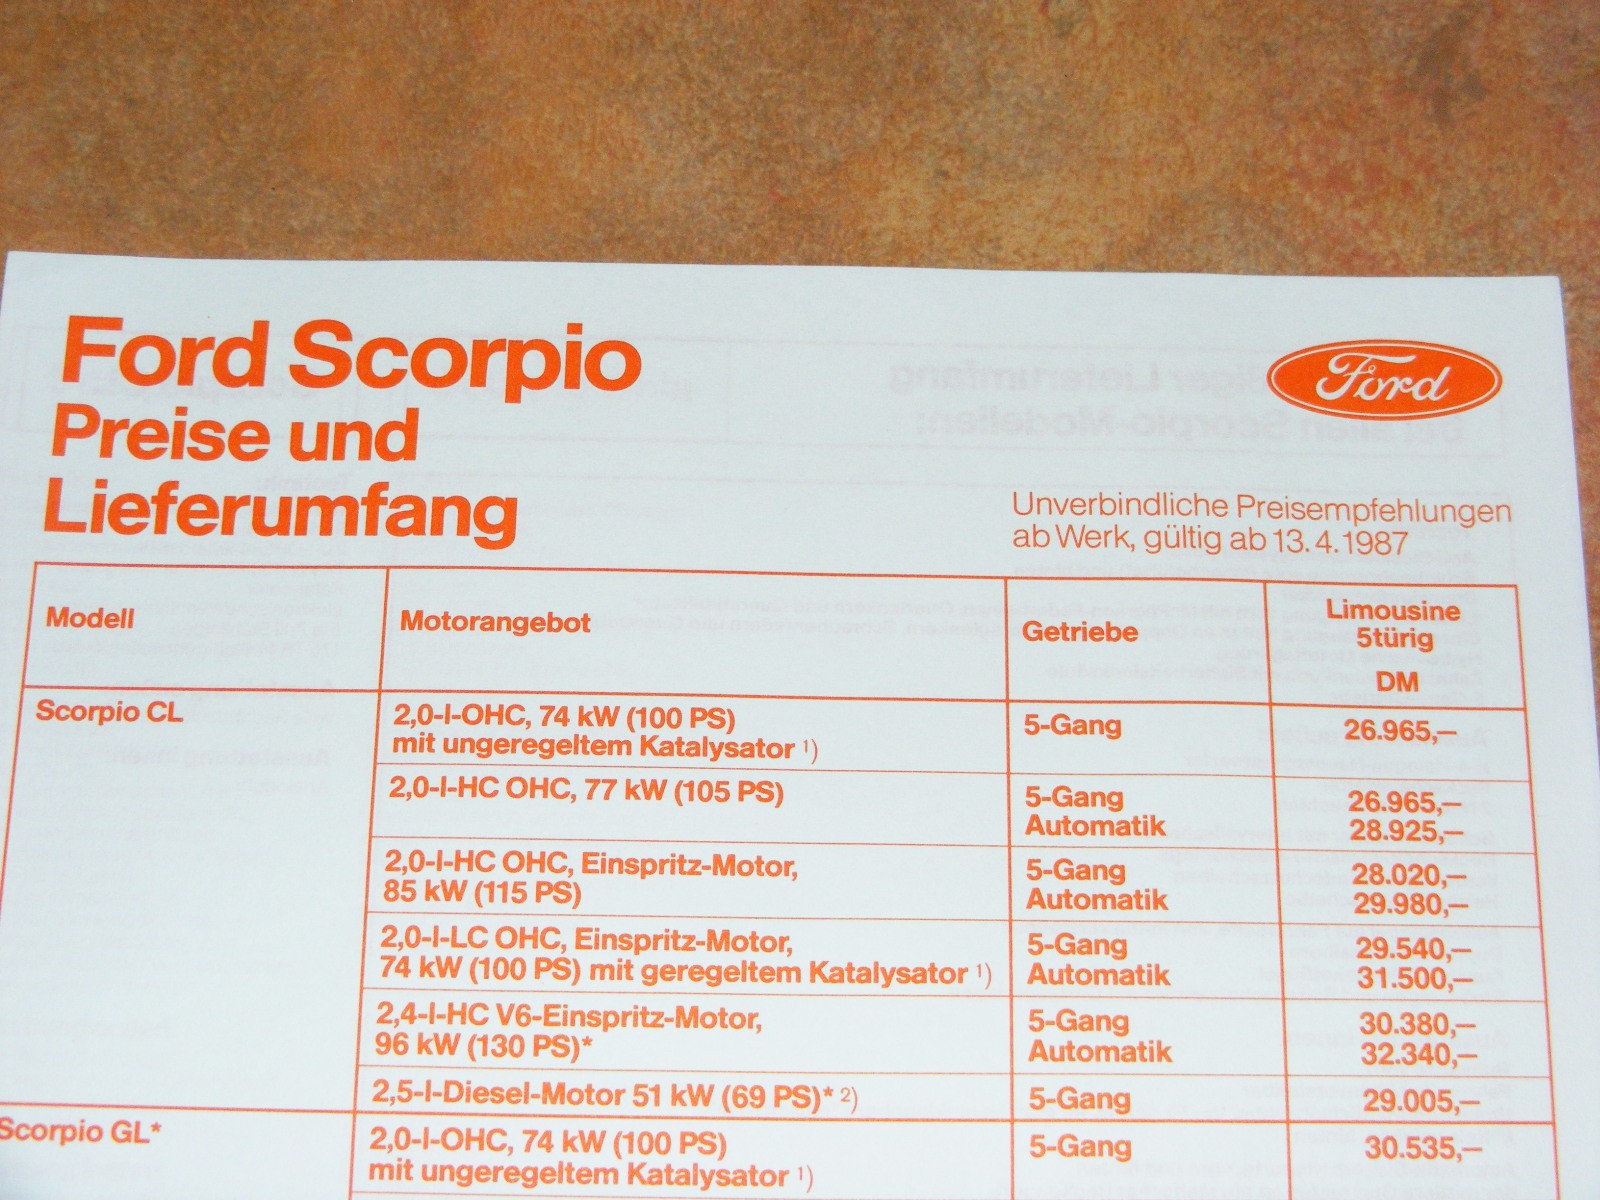 Ford Scorpio
Preise und
Lieferumfang
Ford
Unverbindliche Preisempfehlungen
ab Werk, gültig ab 13.4.1987
Modell Motorangebot Getriebe Limousine
5türig
DM
Scorpio CL 2,0-l-OHC, 74 kW (100 PS) 5-Gang 26.965,—
mit ungeregeltem Katalysator ¹)
2,0-l-HC OHC, 77 kW (105 PS) 5-Gang 26.965,—
Automatik 28.925,—
2,0-l-HC OHC, Einspritz-Motor, 5-Gang 28.020,—
85 kW (115 PS) Automatik 29.980,—
2,0-l-LC OHC, Einspritz-Motor, 5-Gang 29.540,—
74 kW (100 PS) mit geregeltem Katalysator ¹) Automatik 31.500,—
2,4-l-HC V6-Einspritz-Motor, 5-Gang 30.380,—
96 kW (130 PS)* Automatik 32.340,—
2,5-l-Diesel-Motor 51 kW (69 PS)* ²) 5-Gang 29.005,—
Scorpio GL* 2,0-l-OHC, 74 kW (100 PS) 5-Gang 30.535,—
mit ungeregeltem Katalysator ¹)